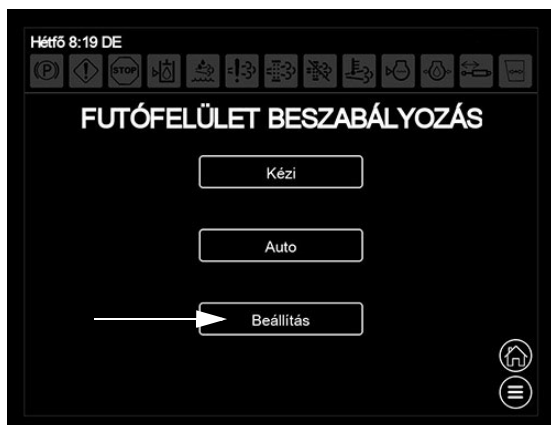 Hétfő 8:19 DE
(P) STOP
FUTÓFELÜLET BESZABÁLYOZÁS
Kézi
Auto
Beállítás